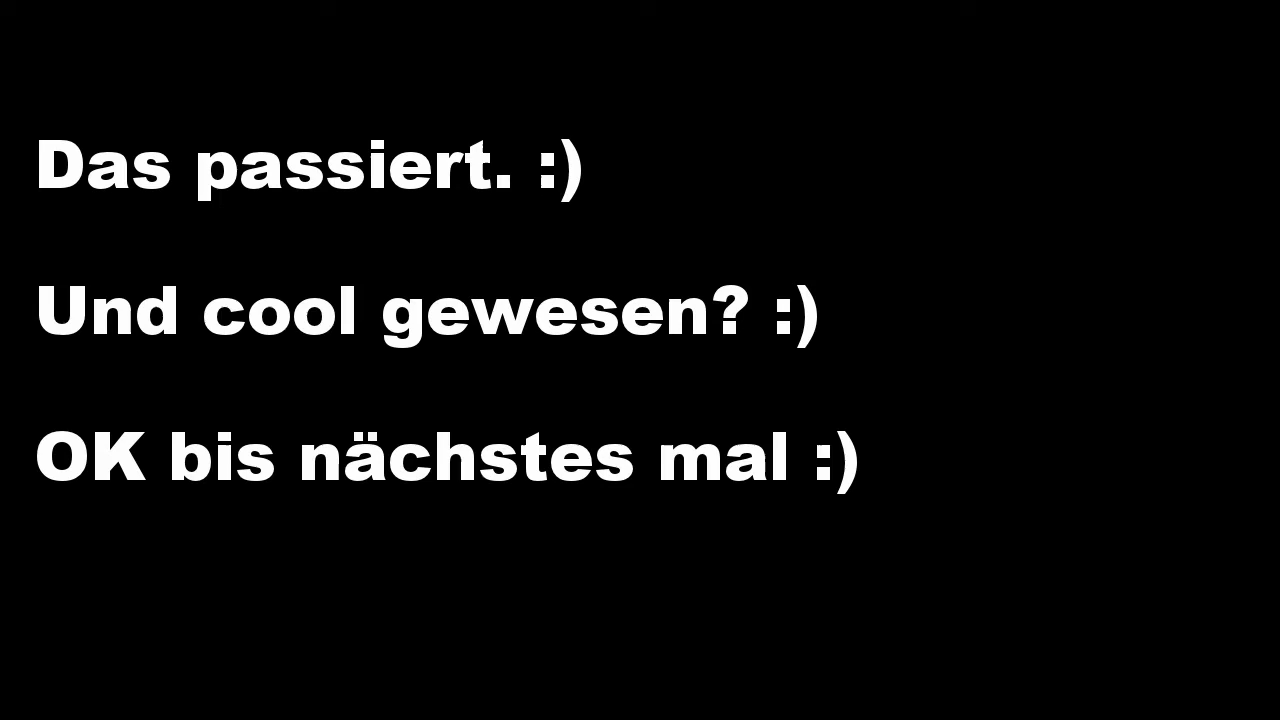 Das passiert. :)
Und cool gewesen? :)
OK bis nächstes mal :)